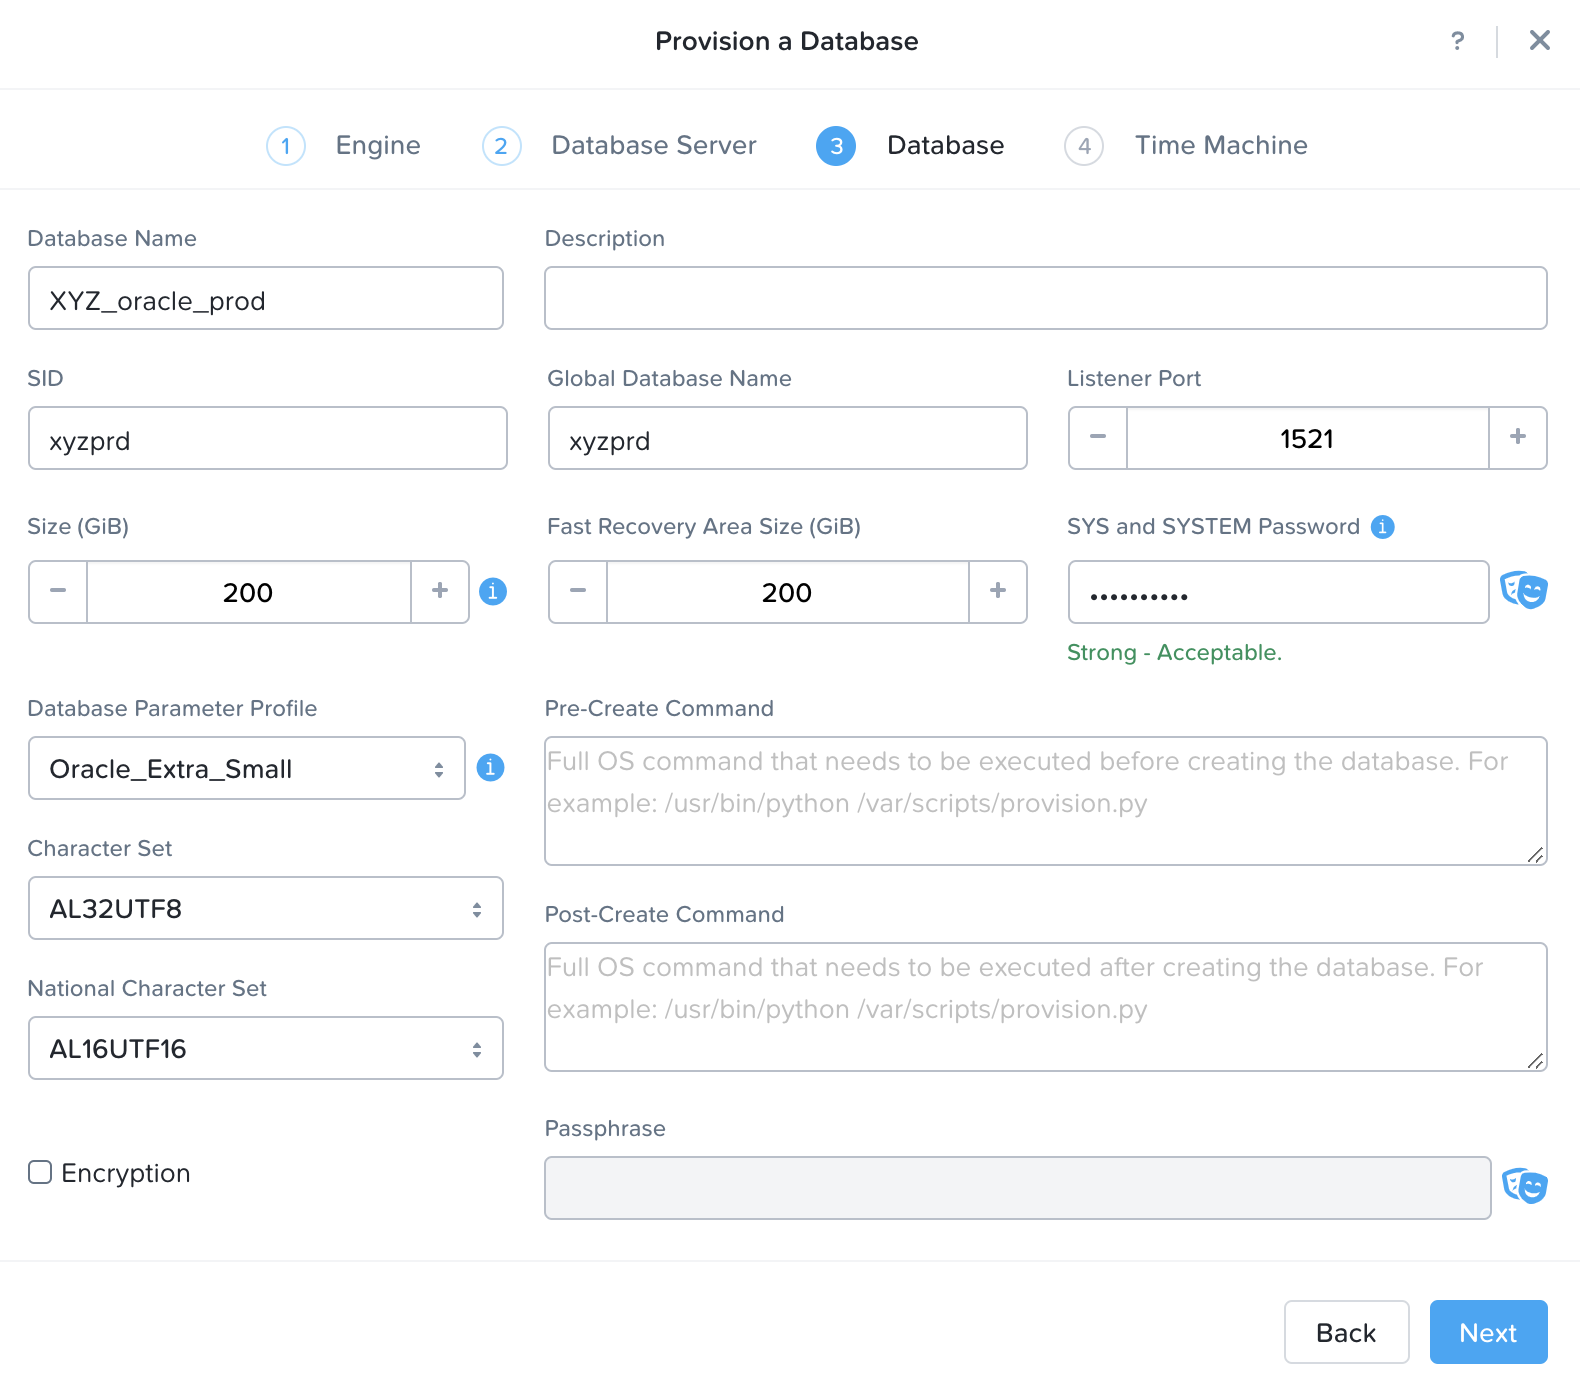 Provision a Database
?
1 Engine 2 Database Server 3 Database 4 Time Machine
Database Name
XYZ_oracle_prod
Description
SID
xyzprd
Global Database Name
xyzprd
Listener Port
− 1521 +
Size (GiB)
− 200 + i
Fast Recovery Area Size (GiB)
− 200 +
SYS and SYSTEM Password i
••••••••••
Strong - Acceptable.
Database Parameter Profile
Oracle_Extra_Small i
Pre-Create Command
Full OS command that needs to be executed before creating the database. For
example: /usr/bin/python /var/scripts/provision.py
Character Set
AL32UTF8
Post-Create Command
Full OS command that needs to be executed after creating the database. For
example: /usr/bin/python /var/scripts/provision.py
National Character Set
AL16UTF16
Encryption
Passphrase
Back
Next